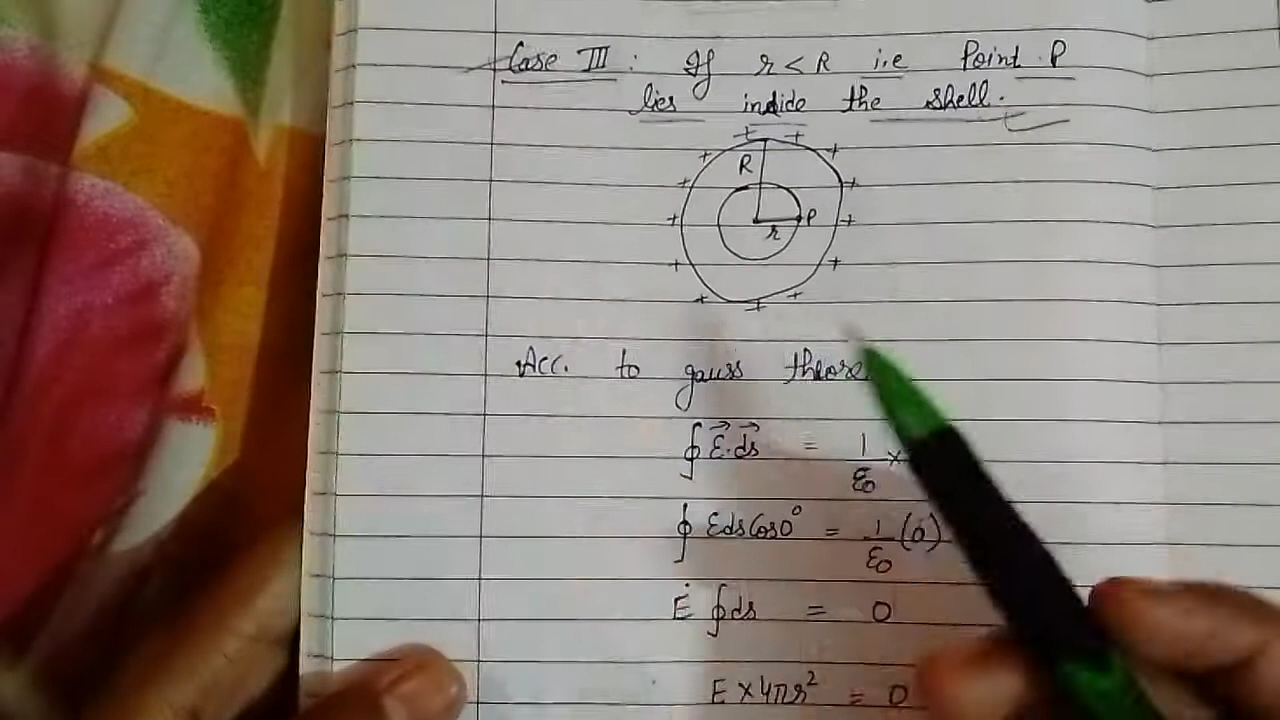 Case III : If r < R i.e Point P
lies indide the shell.
R
P
r
Acc. to gauss theore
∮ E⃗.ds⃗ = 1/ε0 ×
∮ Eds Cos0° = 1/ε0 (0)
E ∮ds = 0
E × 4πr² = 0